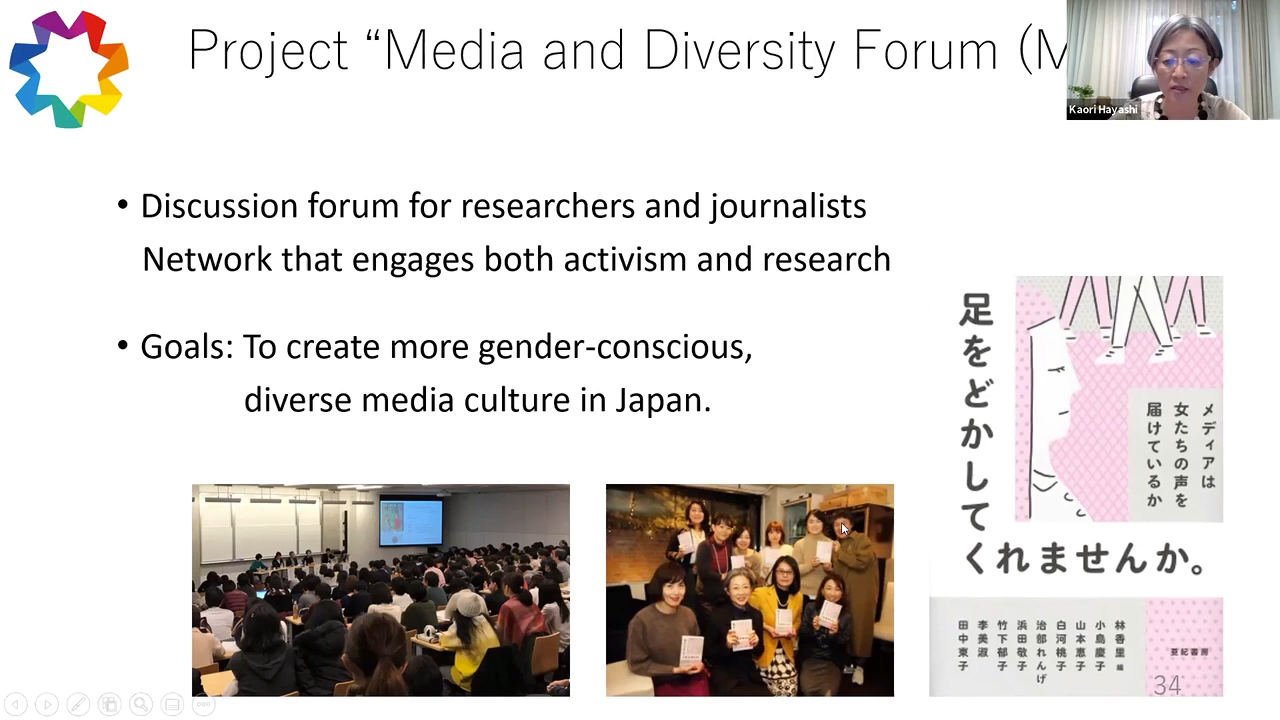 Project “Media and Diversity Forum (M
Kaori Hayashi
• Discussion forum for researchers and journalists
Network that engages both activism and research
• Goals: To create more gender-conscious,
diverse media culture in Japan.
足をどかして
くれませんか。
メディアは
女たちの声を
届けているか
林香里 編
小島慶子
山本恵子
白河桃子
治部れんげ
浜田敬子
竹下郁子
李美淑
田中東子
亜紀書房
34